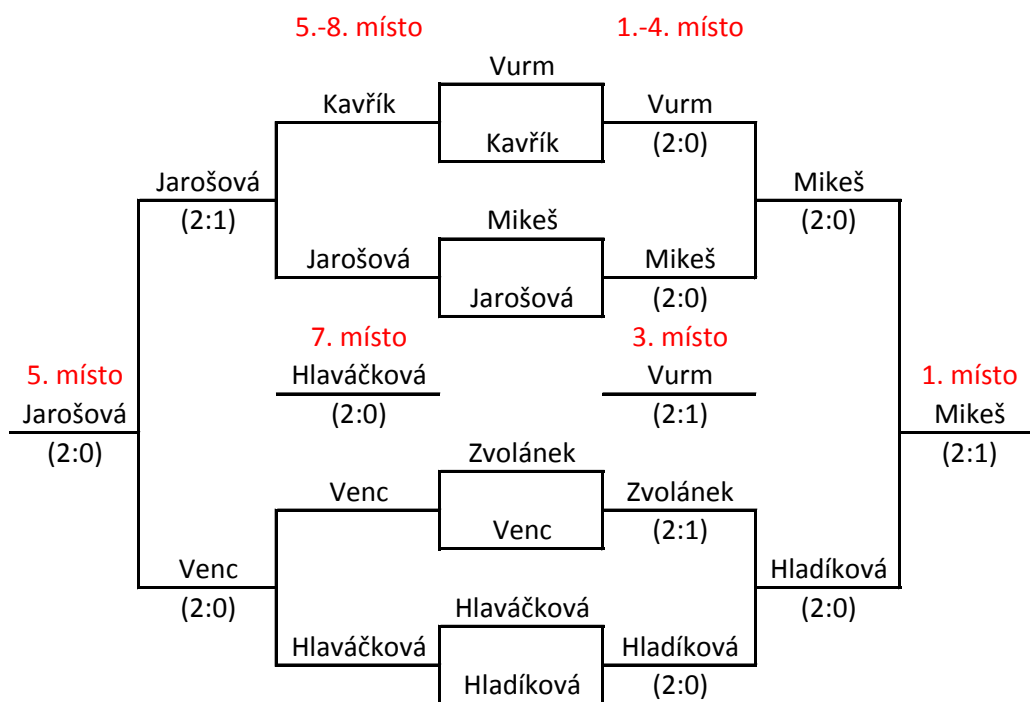 5.-8. místo 1.-4. místo
Vurm
Kavřík Vurm
Kavřík (2:0)
Jarošová Mikeš
(2:1) Mikeš (2:0)
Jarošová Mikeš
Jarošová (2:0)
7. místo 3. místo
5. místo Hlaváčková Vurm 1. místo
Jarošová (2:0) (2:1) Mikeš
(2:0) Zvolánek (2:1)
Venc Zvolánek
Venc (2:1)
Venc Hladíková
(2:0) Hlaváčková (2:0)
Hlaváčková Hladíková
Hladíková (2:0)